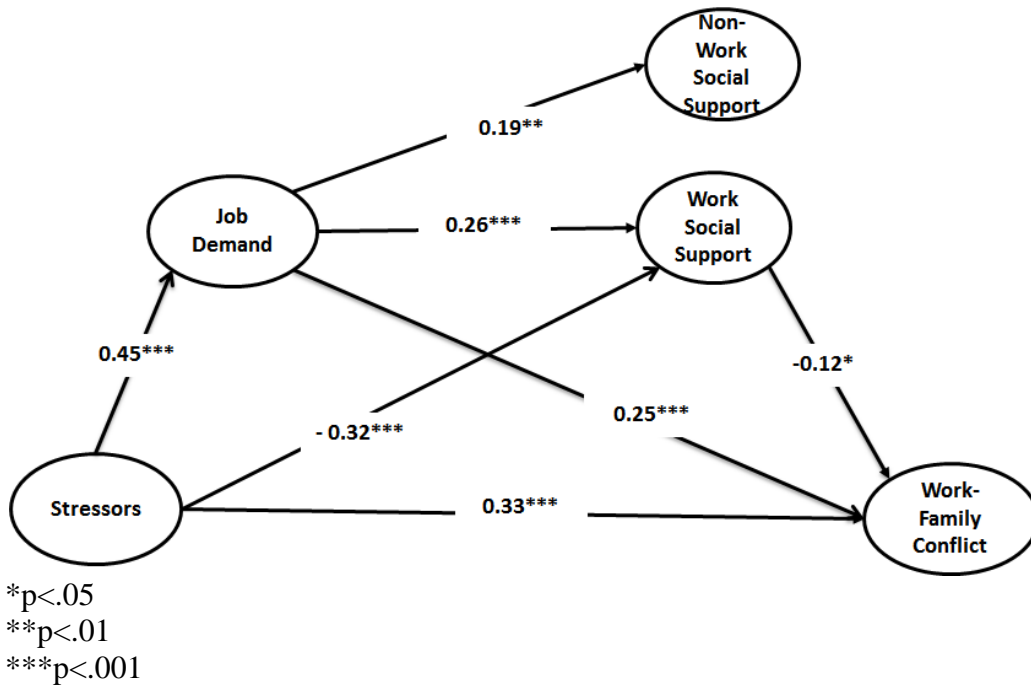 Non-
Work
Social
Support
0.19**
Job
Demand
0.26***
Work
Social
Support
0.45***
-0.12*
- 0.32***
0.25***
Stressors
0.33***
Work-
Family
Conflict
*p<.05
**p<.01
***p<.001